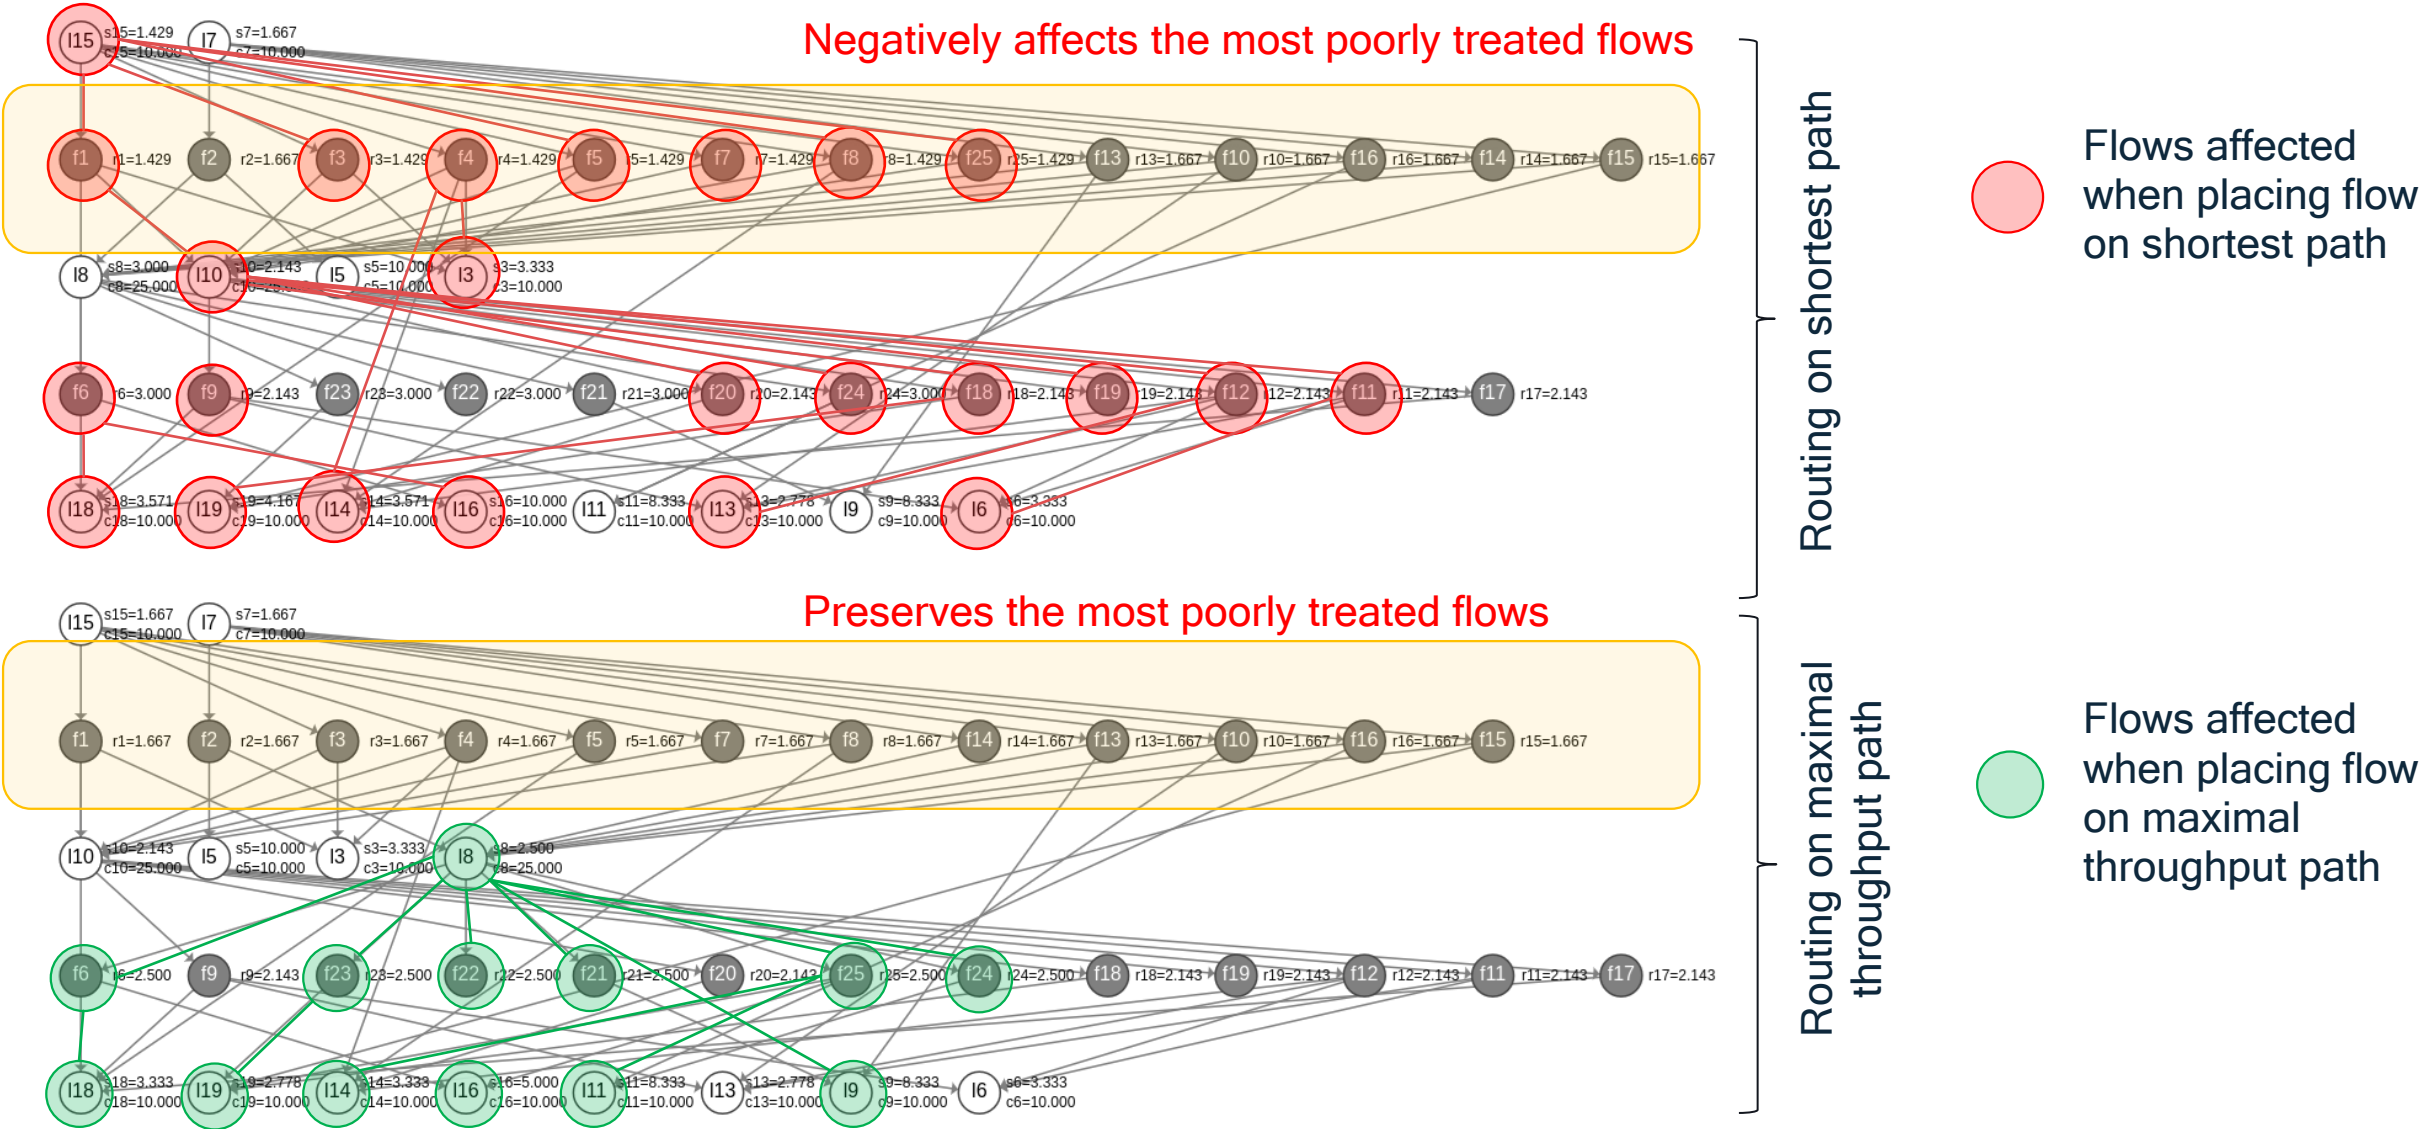 Negatively affects the most poorly treated flows
l15 s15=1.429 l7 s7=1.667
c15=10.000 c7=10.000
f1 r1=1.429 f2 r2=1.667 f3 r3=1.429 f4 r4=1.429 f5 r5=1.429 f7 r7=1.429 f8 r8=1.429 f25 r25=1.429 f13 r13=1.667 f10 r10=1.667 f16 r16=1.667 f14 r14=1.667 f15 r15=1.667
l8 s8=3.000 l10 s10=2.143 l5 s5=10.000 l3 s3=3.333
c8=25.000 c10=25.000 c5=10.000 c3=10.000
f6 r6=3.000 f9 r9=2.143 f23 r23=3.000 f22 r22=3.000 f21 r21=3.000 f20 r20=2.143 f24 r24=3.000 f18 r18=2.143 f19 r19=2.143 f12 r12=2.143 f11 r11=2.143 f17 r17=2.143
l18 s18=3.571 l19 s19=4.167 l14 s14=3.571 l16 s16=10.000 l11 s11=8.333 l13 s13=2.778 l9 s9=8.333 l6 s6=3.333
c18=10.000 c19=10.000 c14=10.000 c16=10.000 c11=10.000 c13=10.000 c9=10.000 c6=10.000
Routing on shortest path
Flows affected
when placing flow
on shortest path
Preserves the most poorly treated flows
l15 s15=1.667 l7 s7=1.667
c15=10.000 c7=10.000
f1 r1=1.667 f2 r2=1.667 f3 r3=1.667 f4 r4=1.667 f5 r5=1.667 f7 r7=1.667 f8 r8=1.667 f14 r14=1.667 f13 r13=1.667 f10 r10=1.667 f16 r16=1.667 f15 r15=1.667
l10 s10=2.143 l5 s5=10.000 l3 s3=3.333 l8 s8=2.500
c10=25.000 c5=10.000 c3=10.000 c8=25.000
f6 r6=2.500 f9 r9=2.143 f23 r23=2.500 f22 r22=2.500 f21 r21=2.500 f20 r20=2.143 f25 r25=2.500 f24 r24=2.500 f18 r18=2.143 f19 r19=2.143 f12 r12=2.143 f11 r11=2.143 f17 r17=2.143
l18 s18=3.333 l19 s19=2.778 l14 s14=3.333 l16 s16=5.000 l11 s11=8.333 l13 s13=2.778 l9 s9=8.333 l6 s6=3.333
c18=10.000 c19=10.000 c14=10.000 c16=10.000 c11=10.000 c13=10.000 c9=10.000 c6=10.000
Routing on maximal
throughput path
Flows affected
when placing flow
on maximal
throughput path